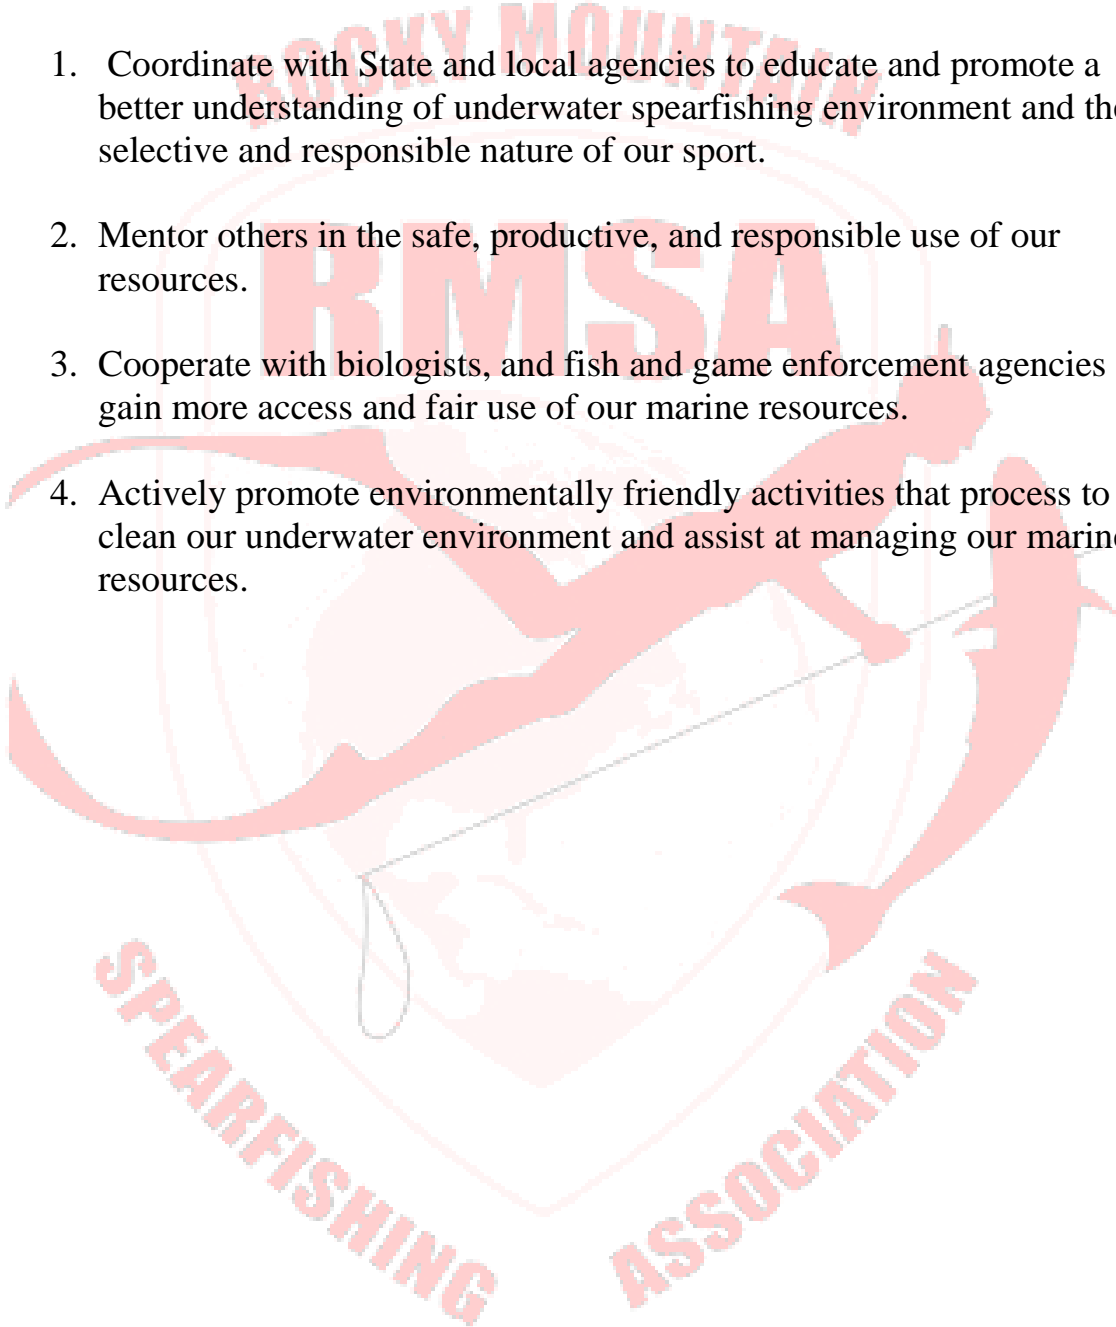 ROCKY MOUNTAIN
1. Coordinate with State and local agencies to educate and promote a
better understanding of underwater spearfishing environment and the
selective and responsible nature of our sport.
RMSA
2. Mentor others in the safe, productive, and responsible use of our
resources.
3. Cooperate with biologists, and fish and game enforcement agencies
gain more access and fair use of our marine resources.
4. Actively promote environmentally friendly activities that process to
clean our underwater environment and assist at managing our marine
resources.
SPEARFISHING
ASSOCIATION